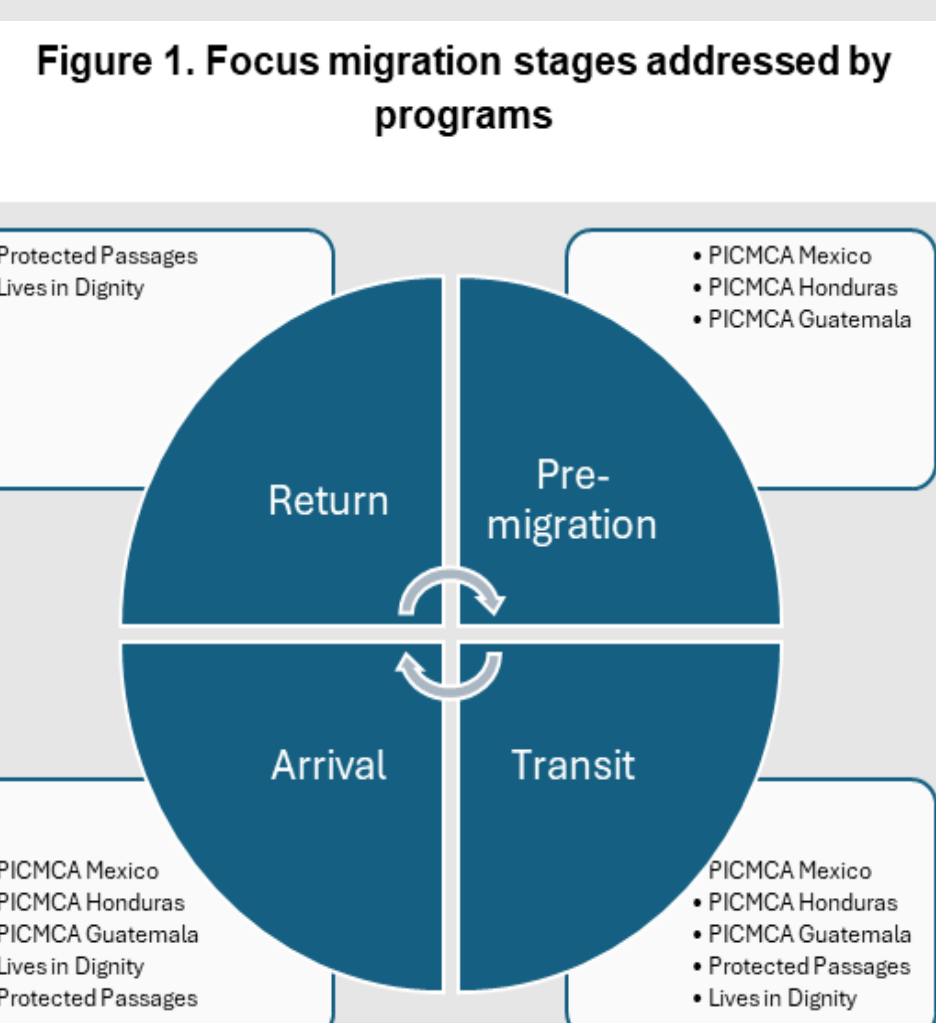 Figure 1. Focus migration stages addressed by
programs
Protected Passages
Lives in Dignity
• PICMCA Mexico
• PICMCA Honduras
• PICMCA Guatemala
Return
Pre-
migration
Arrival
Transit
PICMCA Mexico
PICMCA Honduras
PICMCA Guatemala
Lives in Dignity
Protected Passages
PICMCA Mexico
• PICMCA Honduras
• PICMCA Guatemala
• Protected Passages
• Lives in Dignity